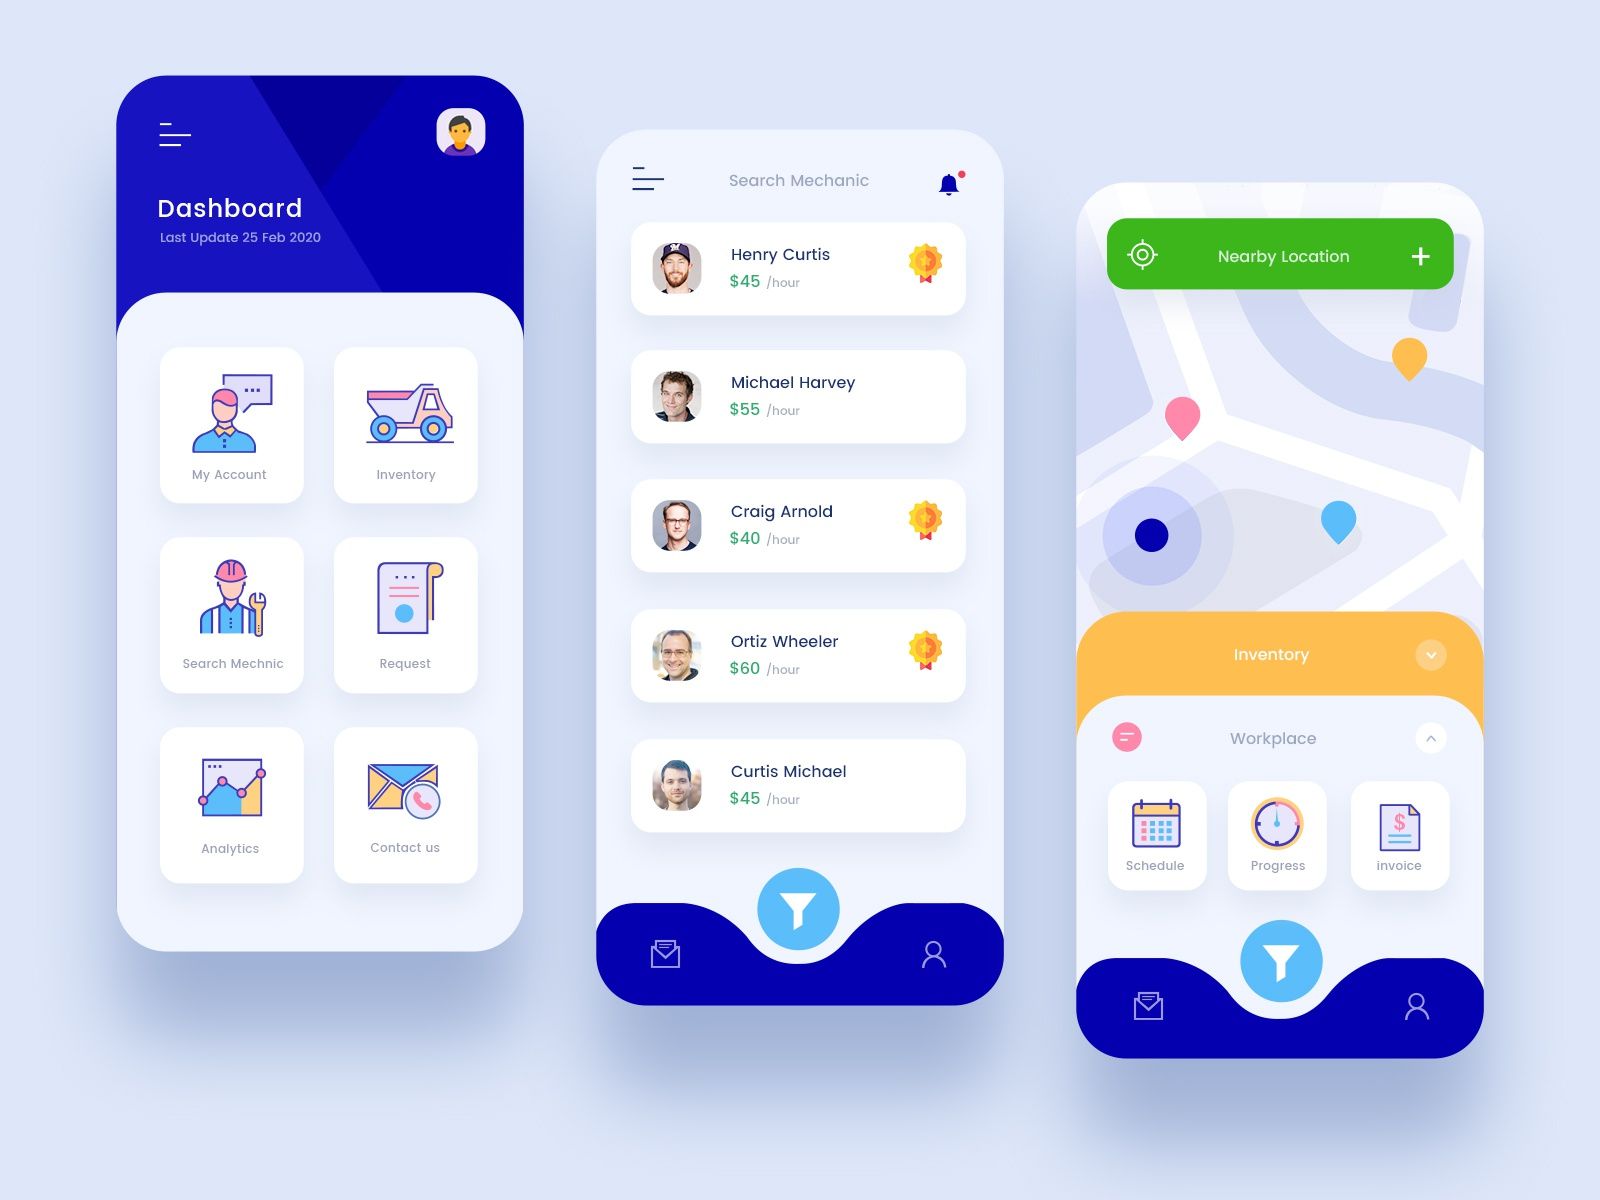 Dashboard
Last Update 25 Feb 2020
My Account
Inventory
Search Mechnic
Request
Analytics
Contact us
Search Mechanic
Henry Curtis
$45 /hour
Michael Harvey
$55 /hour
Craig Arnold
$40 /hour
Ortiz Wheeler
$60 /hour
Curtis Michael
$45 /hour
Nearby Location
Inventory
Workplace
$
Schedule
Progress
invoice